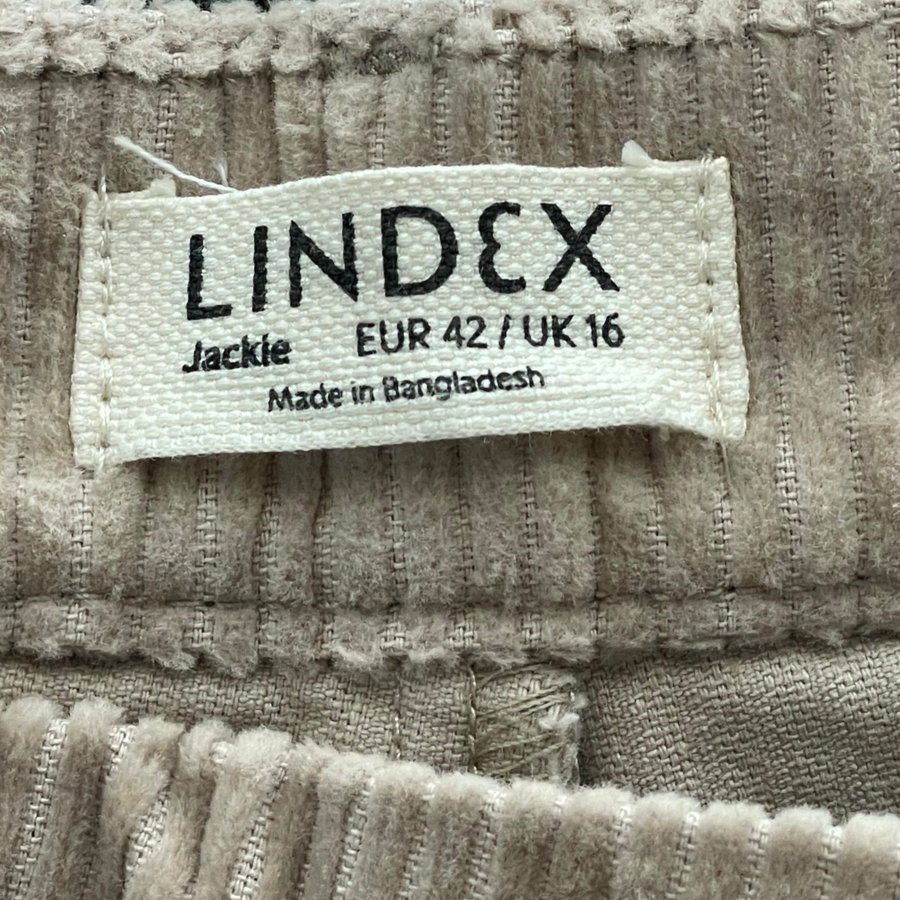 LINDEX
Jackie EUR 42 / UK 16
Made in Bangladesh